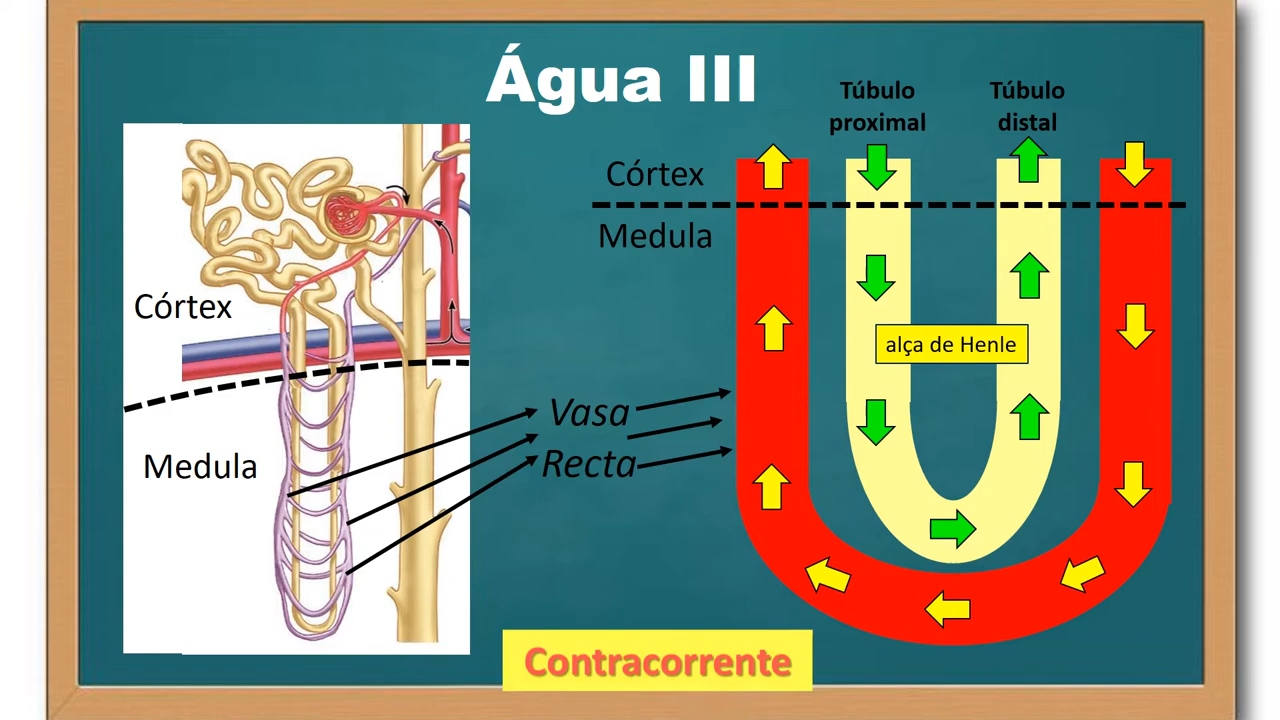 Água III
Túbulo
proximal
Túbulo
distal
Córtex
Medula
Córtex
Medula
alça de Henle
Vasa
Recta
Contracorrente